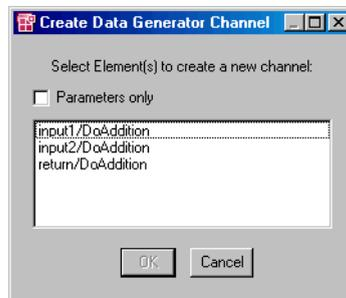 Create Data Generator Channel
Select Element(s) to create a new channel:
Parameters only
input1/DoAddition
input2/DoAddition
return/DoAddition
OK Cancel